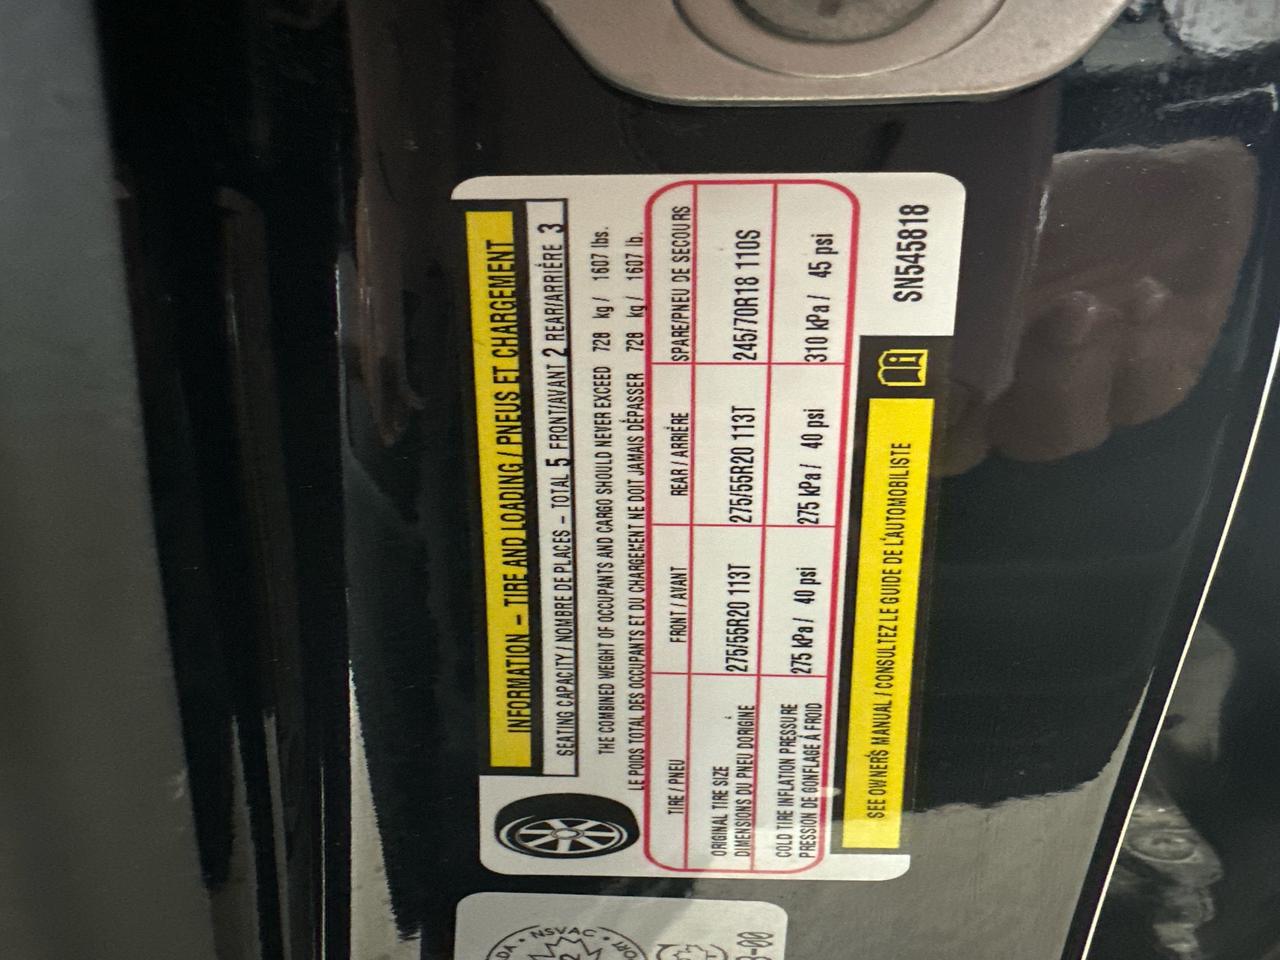 INFORMATION – TIRE AND LOADING / PNEUS ET CHARGEMENT
SEATING CAPACITY / NOMBRE DE PLACES – TOTAL 5 FRONT/AVANT 2 REAR/ARRIÈRE 3
THE COMBINED WEIGHT OF OCCUPANTS AND CARGO SHOULD NEVER EXCEED 728 kg / 1607 lbs.
LE POIDS TOTAL DES OCCUPANTS ET DU CHARGEMENT NE DOIT JAMAIS DÉPASSER 728 kg / 1607 lb.
TIRE / PNEU FRONT / AVANT REAR / ARRIÈRE SPARE/PNEU DE SECOURS
ORIGINAL TIRE SIZE
DIMENSIONS DU PNEU DORIGINE 275/55R20 113T 275/55R20 113T 245/70R18 110S
COLD TIRE INFLATION PRESSURE
PRESSION DE GONFLAGE À FROID 275 kPa / 40 psi 275 kPa / 40 psi 310 kPa / 45 psi
SEE OWNER'S MANUAL / CONSULTEZ LE GUIDE DE L'AUTOMOBILISTE
SN545818
NSVAC